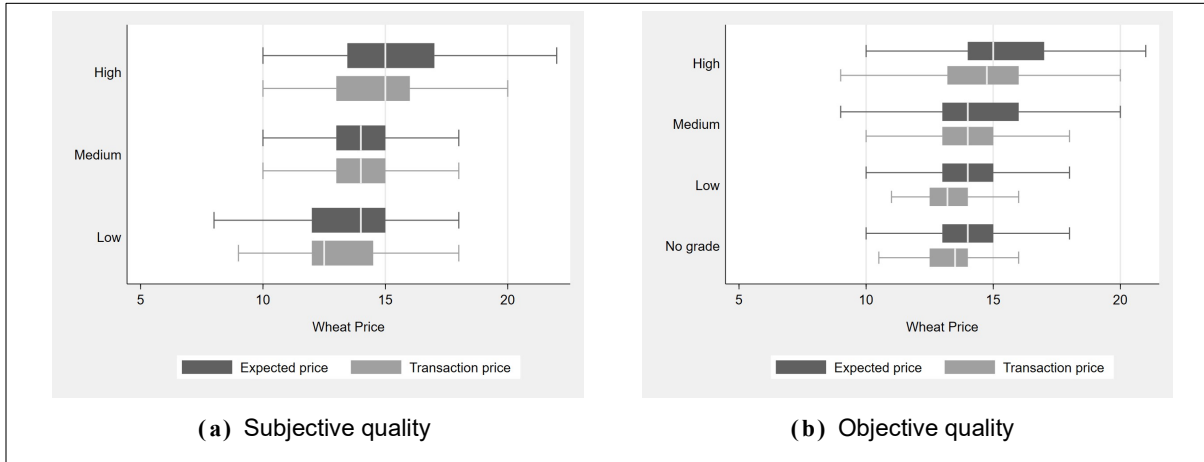 High
Medium
Low
5 10 15 20
Wheat Price
Expected price Transaction price
(a) Subjective quality
High
Medium
Low
No grade
5 10 15 20
Wheat Price
Expected price Transaction price
(b) Objective quality